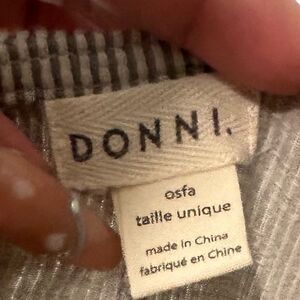 DONNI.
osfa
taille unique
made in China
fabriqué en Chine